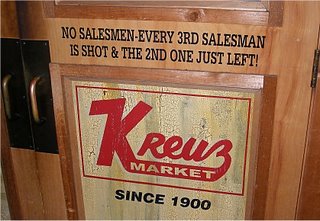 NO SALESMEN-EVERY 3RD SALESMAN
IS SHOT & THE 2ND ONE JUST LEFT!
Kreuz
MARKET
SINCE 1900